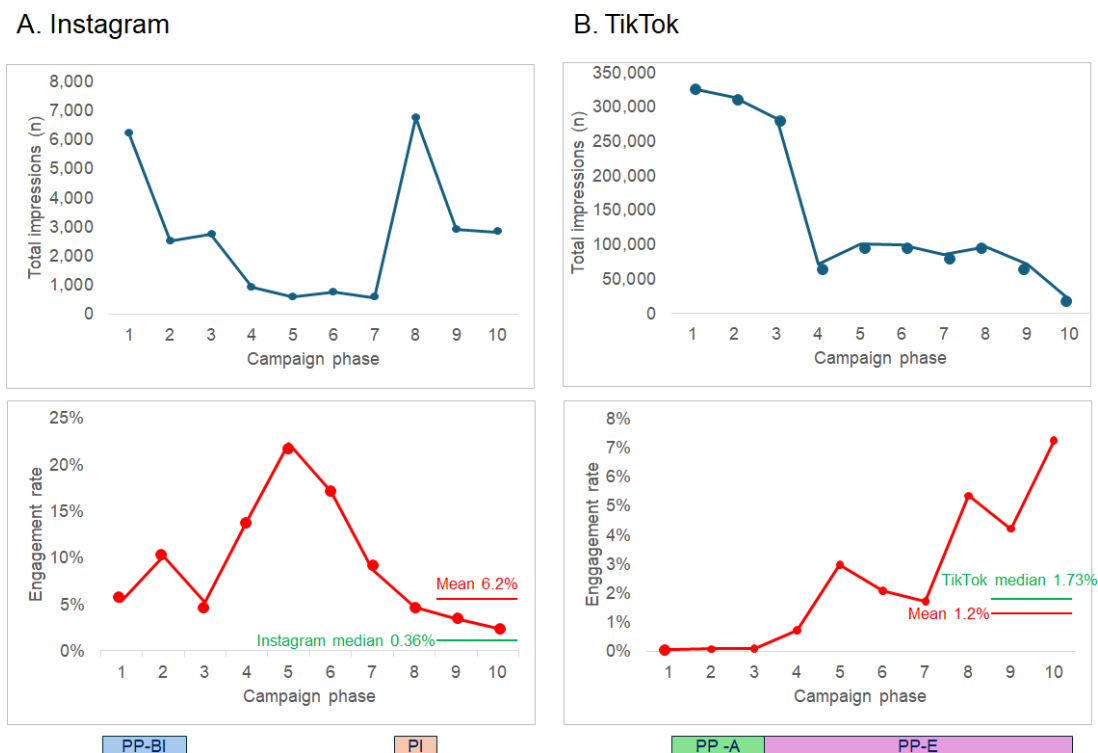 A. Instagram
B. TikTok
8,000
7,000
6,000
5,000
4,000
3,000
2,000
1,000
0
Total impressions (n)
1 2 3 4 5 6 7 8 9 10
Campaign phase
350,000
300,000
250,000
200,000
150,000
100,000
50,000
0
Total impressions (n)
1 2 3 4 5 6 7 8 9 10
Campaign phase
25%
20%
15%
10%
5%
0%
Engagement rate
Mean 6.2%
Instagram median 0.36%
1 2 3 4 5 6 7 8 9 10
Campaign phase
8%
7%
6%
5%
4%
3%
2%
1%
0%
Enggagement rate
TikTok median 1.73%
Mean 1.2%
1 2 3 4 5 6 7 8 9 10
Campaign phase
PP-BI
PI
PP -A
PP-E